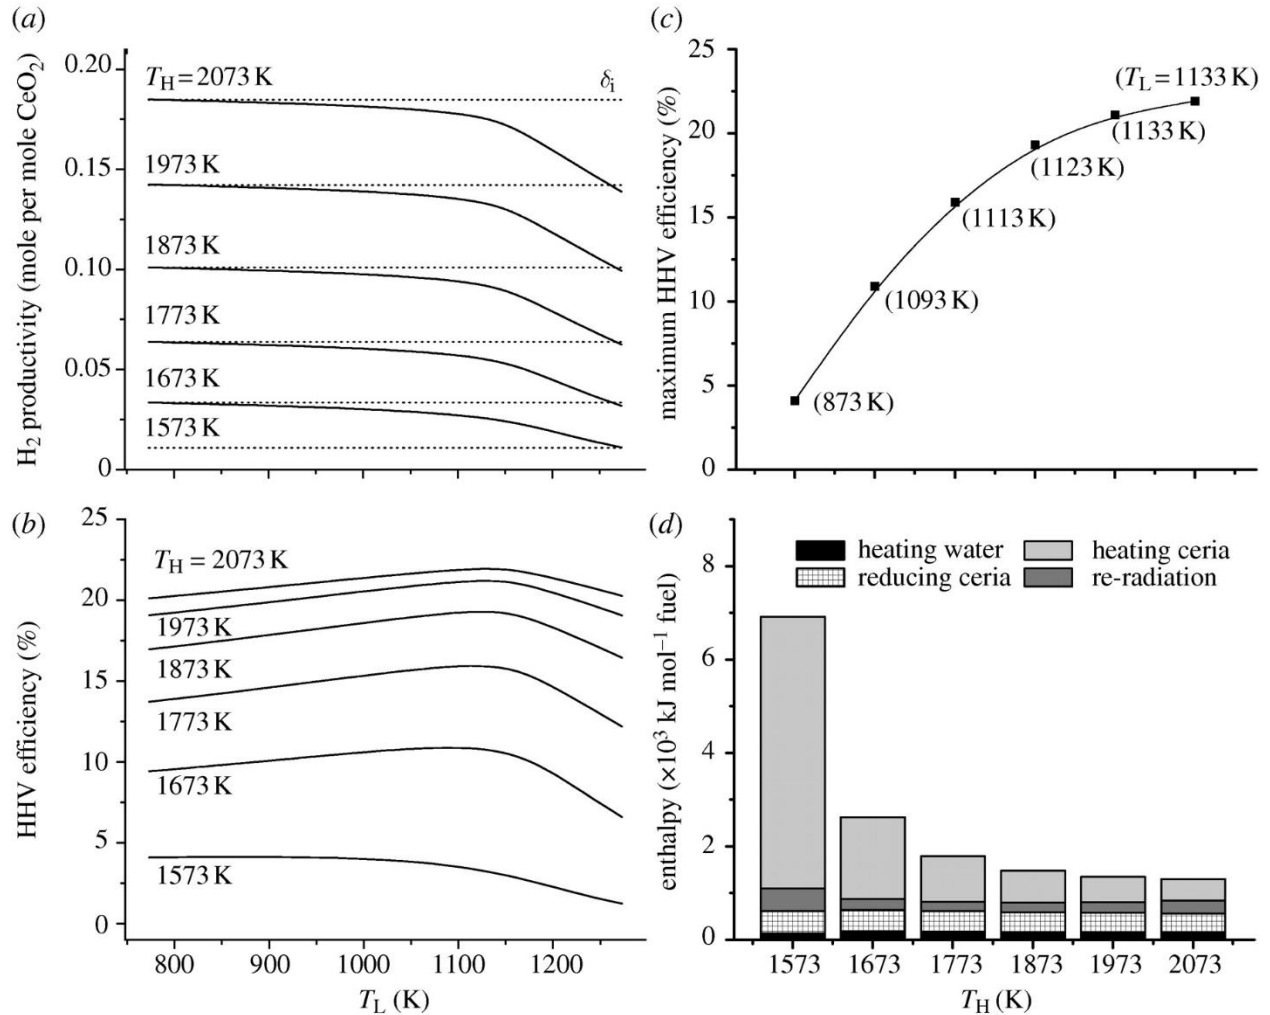 (a)
H₂ productivity (mole per mole CeO₂)
0.20
0.15
0.10
0.05
0
T_H = 2073 K
δ_i
1973 K
1873 K
1773 K
1673 K
1573 K
(c)
maximum HHV efficiency (%)
25
20
15
10
5
0
(T_L = 1133 K)
(1133 K)
(1123 K)
(1113 K)
(1093 K)
(873 K)
(b)
HHV efficiency (%)
25
20
15
10
5
0
T_H = 2073 K
1973 K
1873 K
1773 K
1673 K
1573 K
800 900 1000 1100 1200
T_L (K)
(d)
enthalpy (×10³ kJ mol⁻¹ fuel)
8
6
4
2
0
heating water heating ceria
reducing ceria re-radiation
1573 1673 1773 1873 1973 2073
T_H (K)